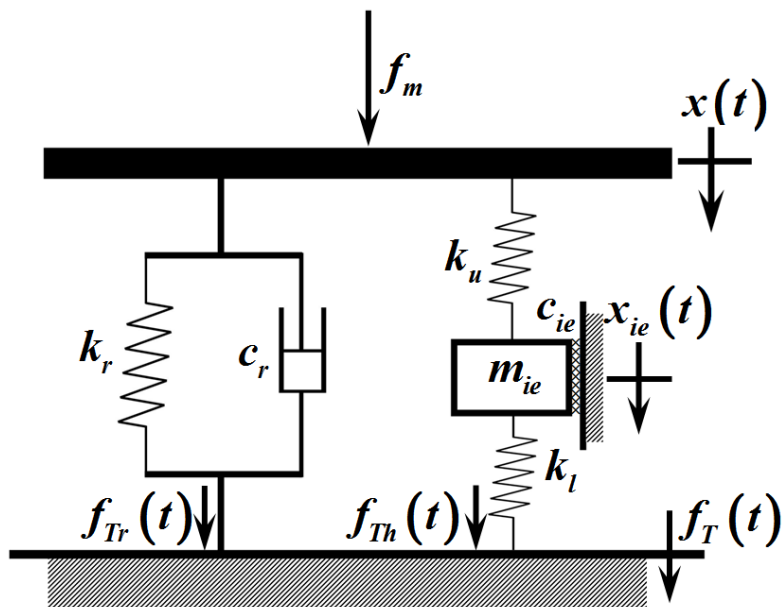 f_m
x(t)
k_u
c_ie x_ie(t)
k_r c_r m_ie
k_l
f_Tr(t) f_Th(t) f_T(t)